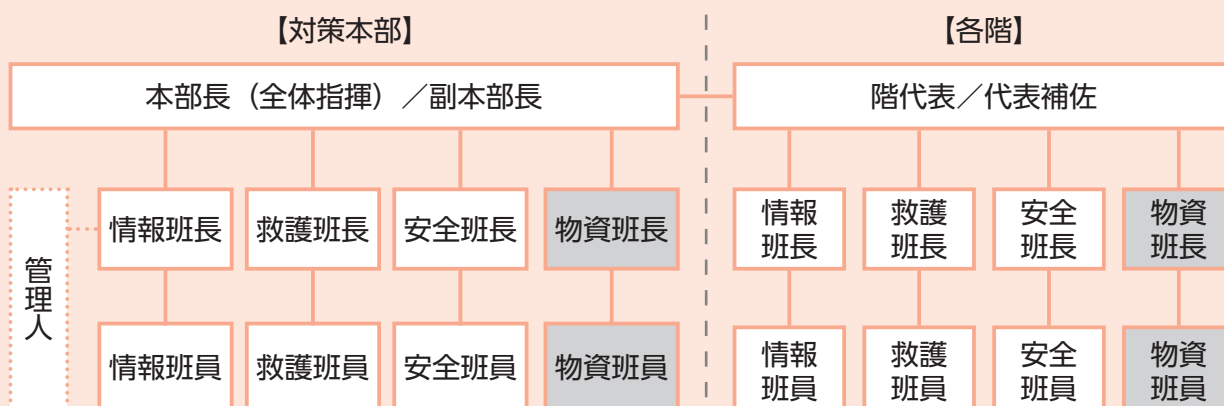 【対策本部】
本部長（全体指揮）／副本部長
管理人
情報班長
救護班長
安全班長
物資班長
情報班員
救護班員
安全班員
物資班員
【各階】
階代表／代表補佐
情報
班長
救護
班長
安全
班長
物資
班長
情報
班員
救護
班員
安全
班員
物資
班員